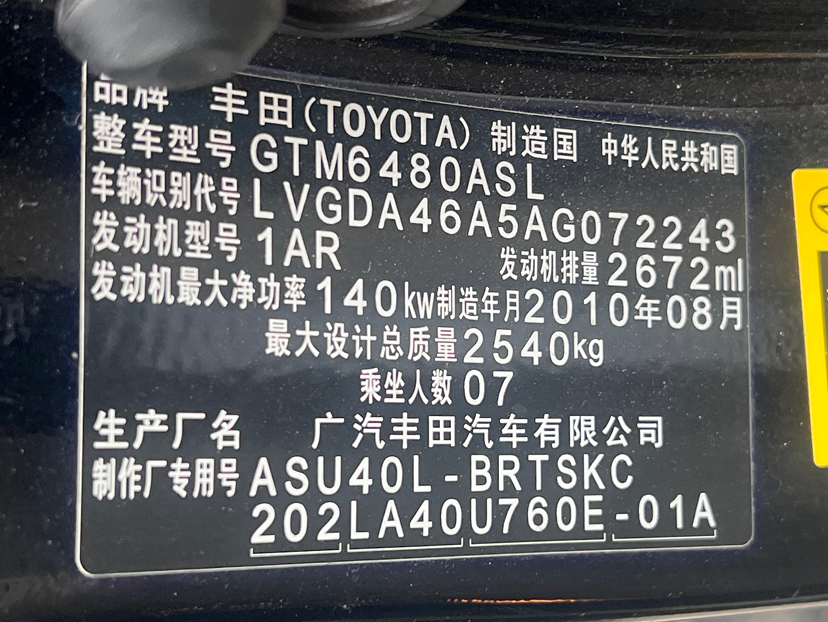 品牌 丰田(TOYOTA) 制造国 中华人民共和国
整车型号 GTM6480ASL
车辆识别代号 LVGDA46A5AG072243
发动机型号 1AR 发动机排量 2672ml
发动机最大净功率 140kw 制造年月 2010年08月
最大设计总质量 2540kg
乘坐人数 07
生产厂名 广汽丰田汽车有限公司
制作厂专用号 ASU40L-BRTSKC
202LA40U760E-01A